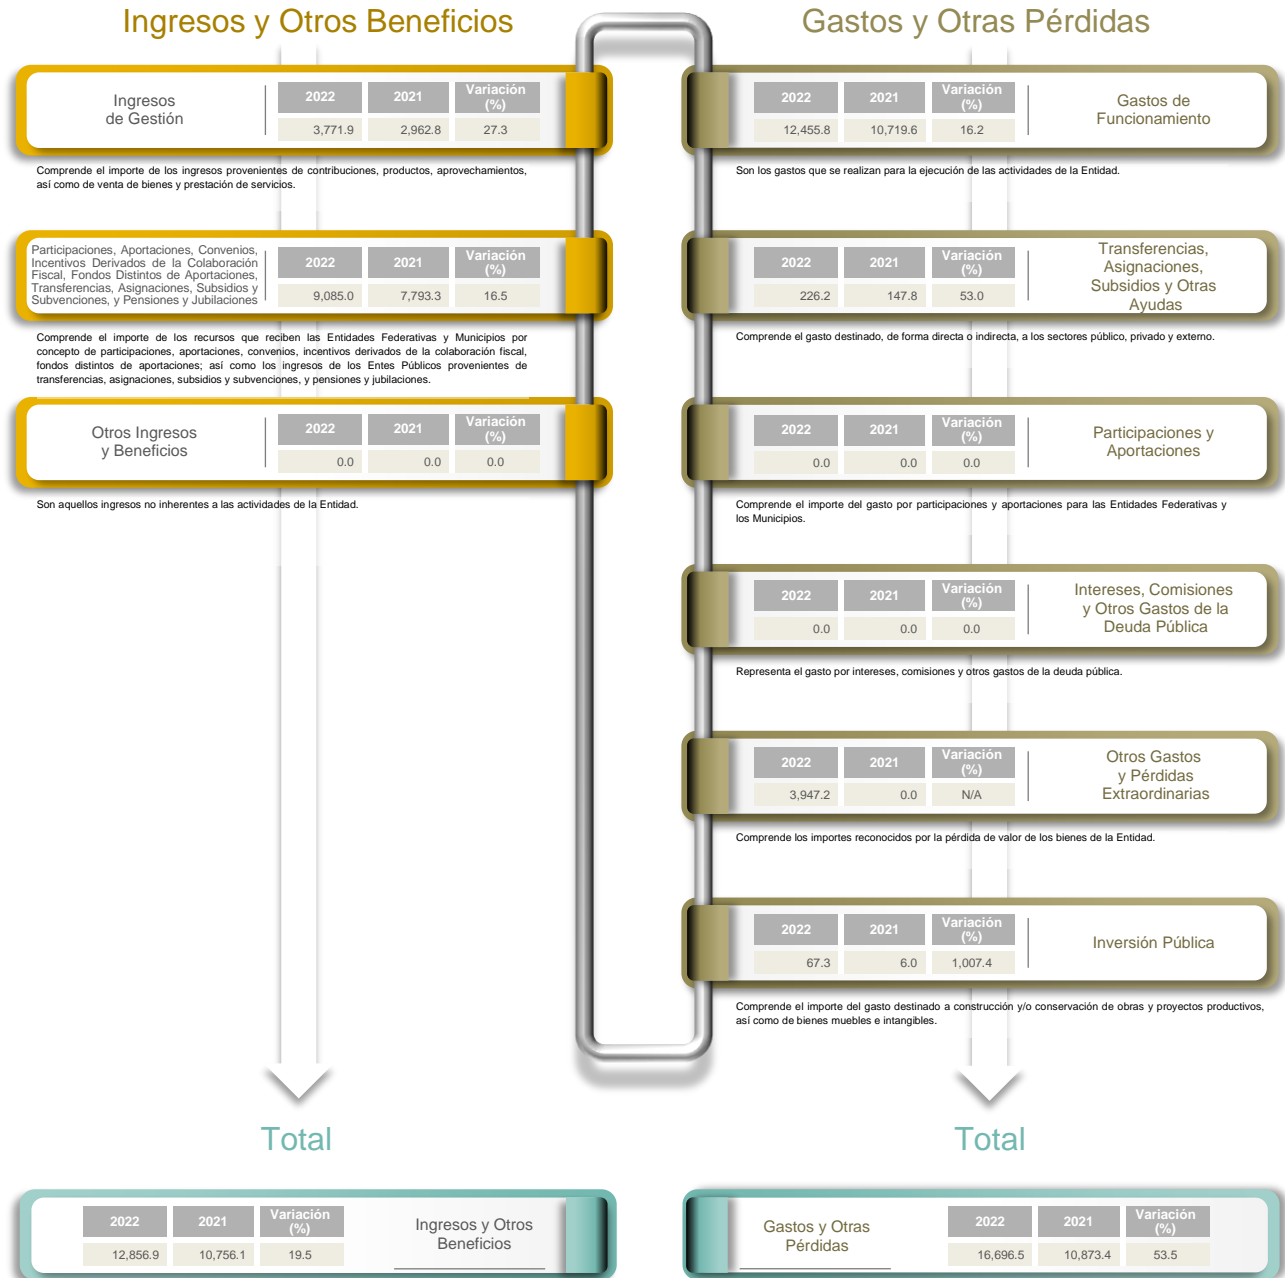 Ingresos y Otros Beneficios
Ingresos
de Gestión
2022 2021 Variación
(%)
3,771.9 2,962.8 27.3
Comprende el importe de los ingresos provenientes de contribuciones, productos, aprovechamientos,
así como de venta de bienes y prestación de servicios.
Participaciones, Aportaciones, Convenios,
Incentivos Derivados de la Colaboración
Fiscal, Fondos Distintos de Aportaciones,
Transferencias, Asignaciones, Subsidios y
Subvenciones, y Pensiones y Jubilaciones
2022 2021 Variación
(%)
9,085.0 7,793.3 16.5
Comprende el importe de los recursos que reciben las Entidades Federativas y Municipios por
concepto de participaciones, aportaciones, convenios, incentivos derivados de la colaboración fiscal,
fondos distintos de aportaciones; así como los ingresos de los Entes Públicos provenientes de
transferencias, asignaciones, subsidios y subvenciones, y pensiones y jubilaciones.
Otros Ingresos
y Beneficios
2022 2021 Variación
(%)
0.0 0.0 0.0
Son aquellos ingresos no inherentes a las actividades de la Entidad.
Total
2022 2021 Variación
(%)
12,856.9 10,756.1 19.5
Ingresos y Otros
Beneficios
Gastos y Otras Pérdidas
2022 2021 Variación
(%)
12,455.8 10,719.6 16.2
Gastos de
Funcionamiento
Son los gastos que se realizan para la ejecución de las actividades de la Entidad.
2022 2021 Variación
(%)
226.2 147.8 53.0
Transferencias,
Asignaciones,
Subsidios y Otras
Ayudas
Comprende el gasto destinado, de forma directa o indirecta, a los sectores público, privado y externo.
2022 2021 Variación
(%)
0.0 0.0 0.0
Participaciones y
Aportaciones
Comprende el importe del gasto por participaciones y aportaciones para las Entidades Federativas y
los Municipios.
2022 2021 Variación
(%)
0.0 0.0 0.0
Intereses, Comisiones
y Otros Gastos de la
Deuda Pública
Representa el gasto por intereses, comisiones y otros gastos de la deuda pública.
2022 2021 Variación
(%)
3,947.2 0.0 N/A
Otros Gastos
y Pérdidas
Extraordinarias
Comprende los importes reconocidos por la pérdida de valor de los bienes de la Entidad.
2022 2021 Variación
(%)
67.3 6.0 1,007.4
Inversión Pública
Comprende el importe del gasto destinado a construcción y/o conservación de obras y proyectos productivos,
así como de bienes muebles e intangibles.
Total
Gastos y Otras
Pérdidas
2022 2021 Variación
(%)
16,696.5 10,873.4 53.5